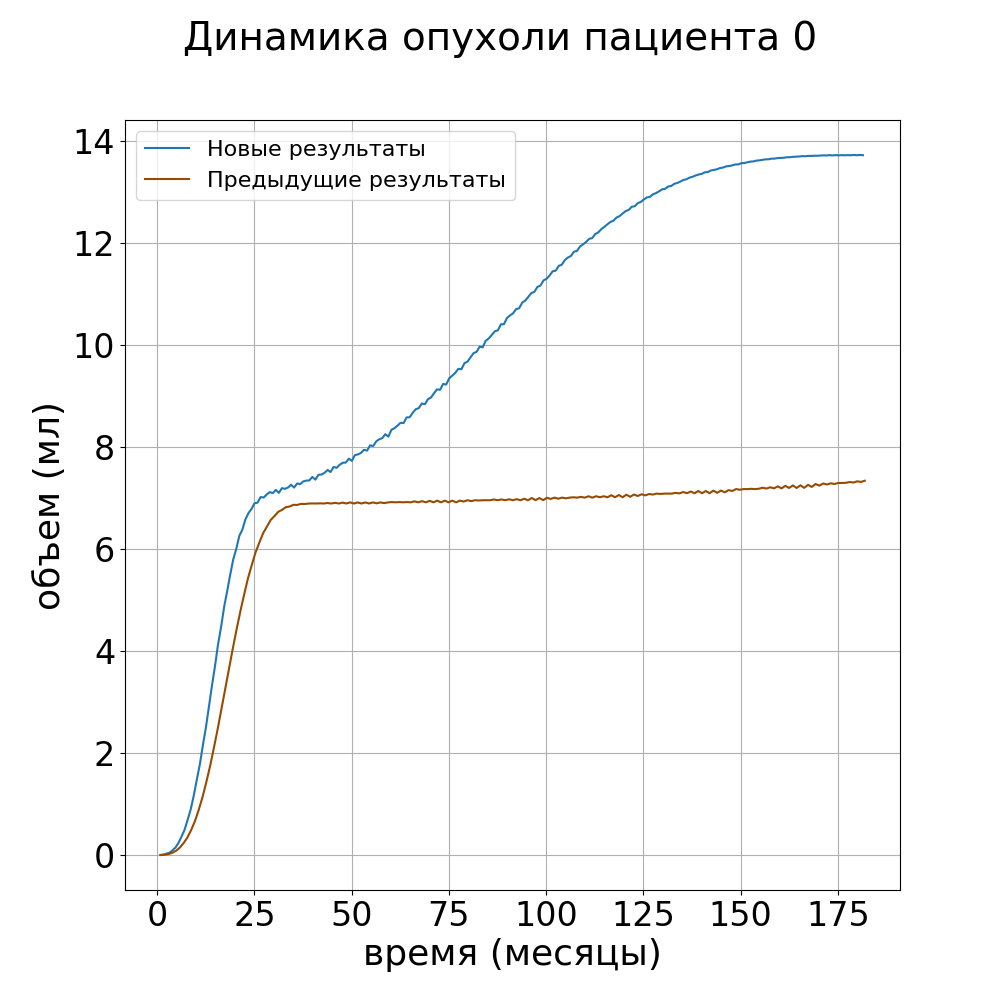 Динамика опухоли пациента 0
Новые результаты
Предыдущие результаты
14
12
10
8
6
4
2
0
объем (мл)
0 25 50 75 100 125 150 175
время (месяцы)